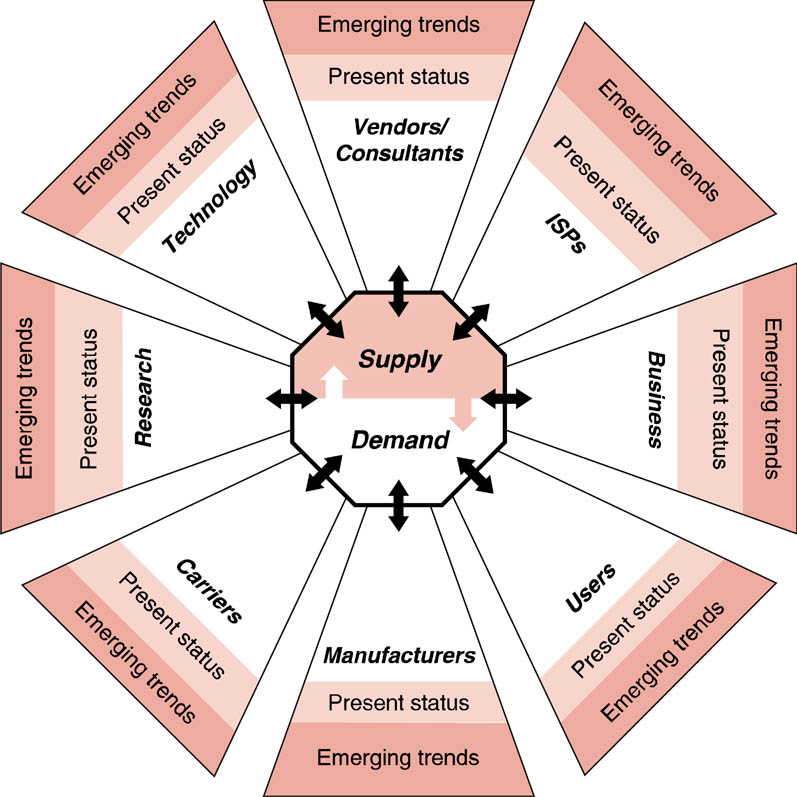 Emerging trends
Present status
Vendors/
Consultants
Emerging trends
Present status
ISPs
Emerging trends
Present status
Business
Emerging trends
Present status
Users
Emerging trends
Present status
Manufacturers
Emerging trends
Present status
Carriers
Emerging trends
Present status
Research
Emerging trends
Present status
Technology
Supply
Demand